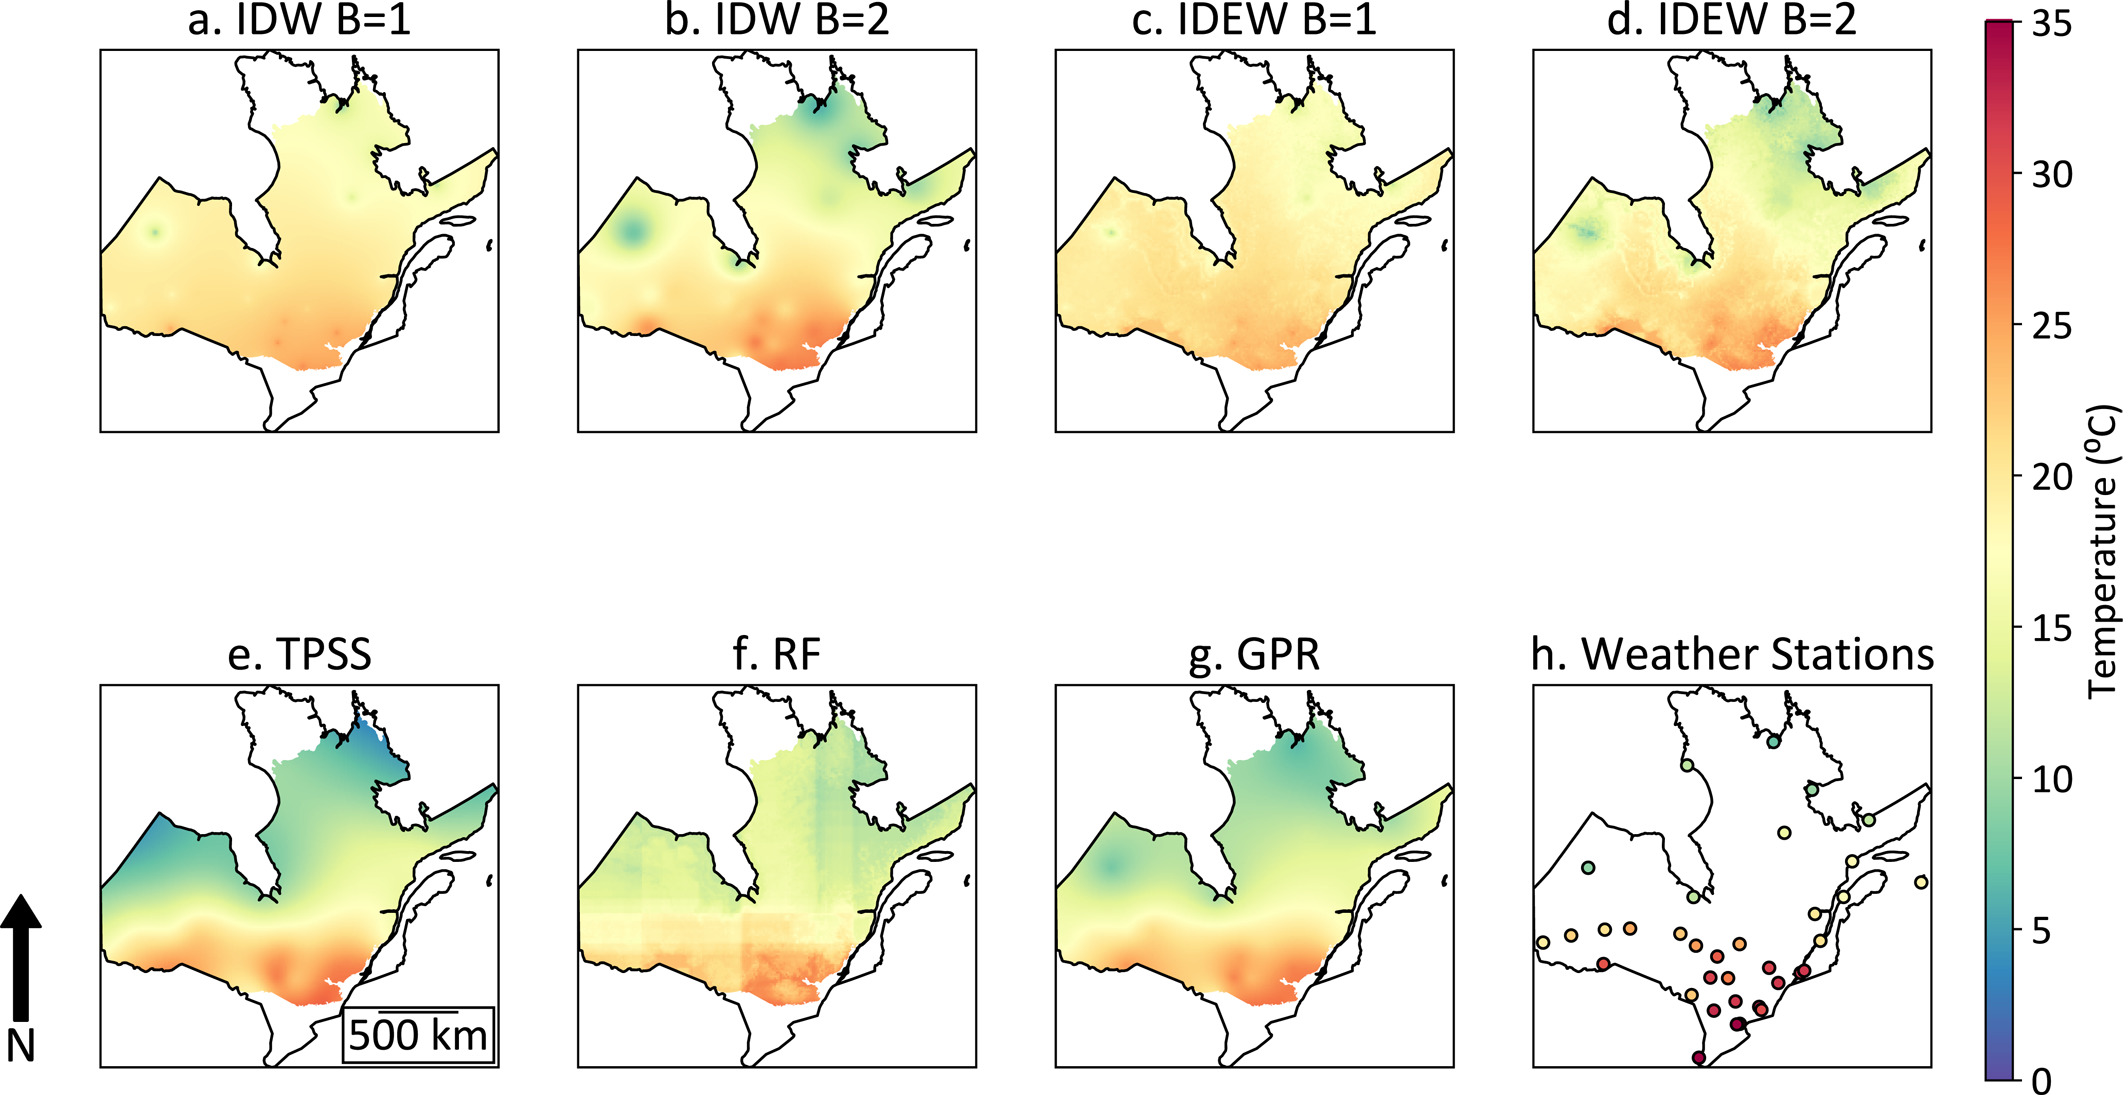 a. IDW B=1
b. IDW B=2
c. IDEW B=1
d. IDEW B=2
35
30
25
20
15
10
5
0
Temperature (⁰C)
e. TPSS
f. RF
g. GPR
h. Weather Stations
500 km
N